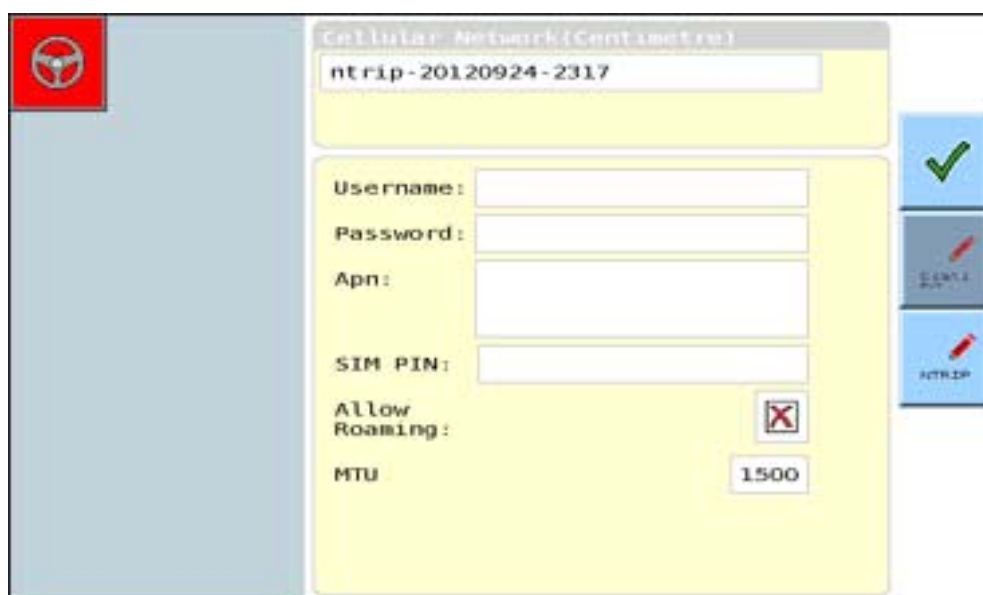 Cellular Network(Centimetre)
ntrip-20120924-2317
Username:
Password:
Apn:
SIM PIN:
Allow
Roaming:
MTU
1500
NTRIP